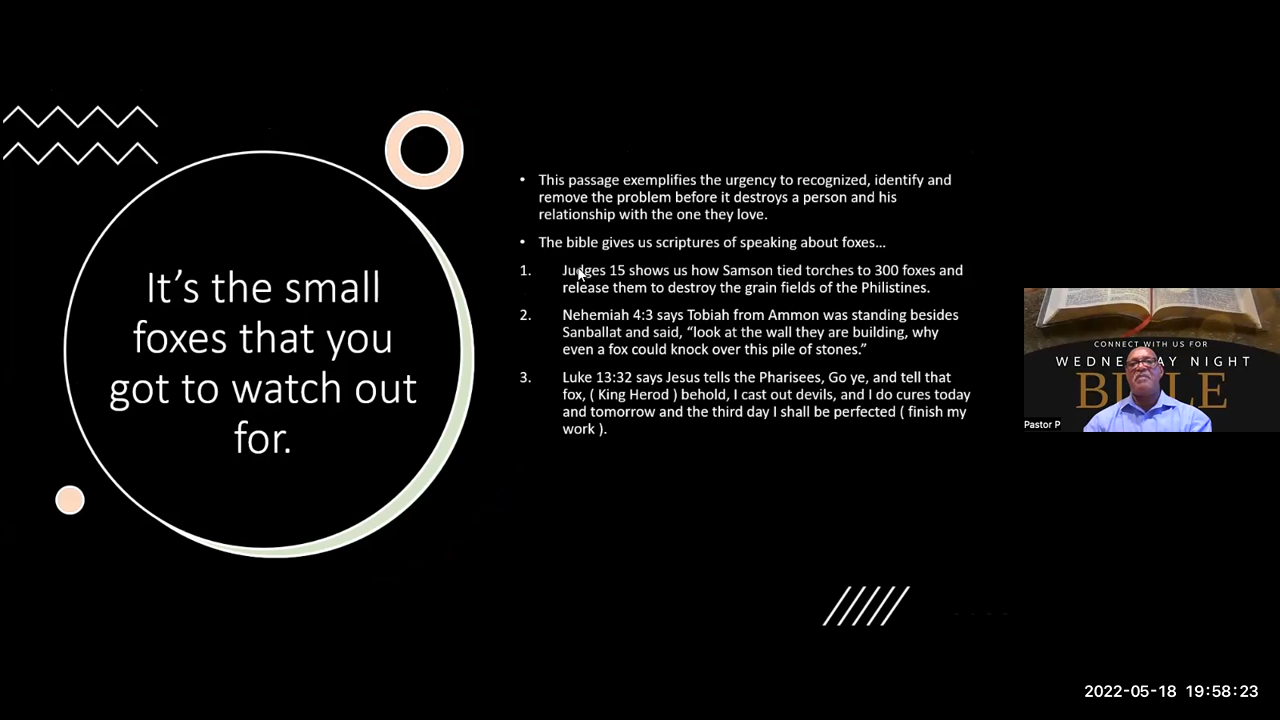 It's the small
foxes that you
got to watch out
for.
• This passage exemplifies the urgency to recognized, identify and
remove the problem before it destroys a person and his
relationship with the one they love.
• The bible gives us scriptures of speaking about foxes...
1. Judges 15 shows us how Samson tied torches to 300 foxes and
release them to destroy the grain fields of the Philistines.
2. Nehemiah 4:3 says Tobiah from Ammon was standing besides
Sanballat and said, “look at the wall they are building, why
even a fox could knock over this pile of stones.”
3. Luke 13:32 says Jesus tells the Pharisees, Go ye, and tell that
fox, ( King Herod ) behold, I cast out devils, and I do cures today
and tomorrow and the third day I shall be perfected ( finish my
work ).
CONNECT WITH US FOR
NIGHT
Pastor P
2022-05-18 19:58:23